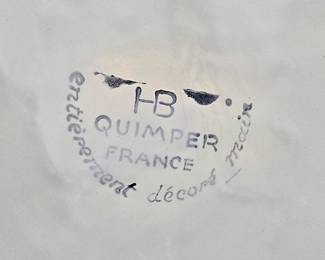 HB
QUIMPER
FRANCE
entièrement décoré main